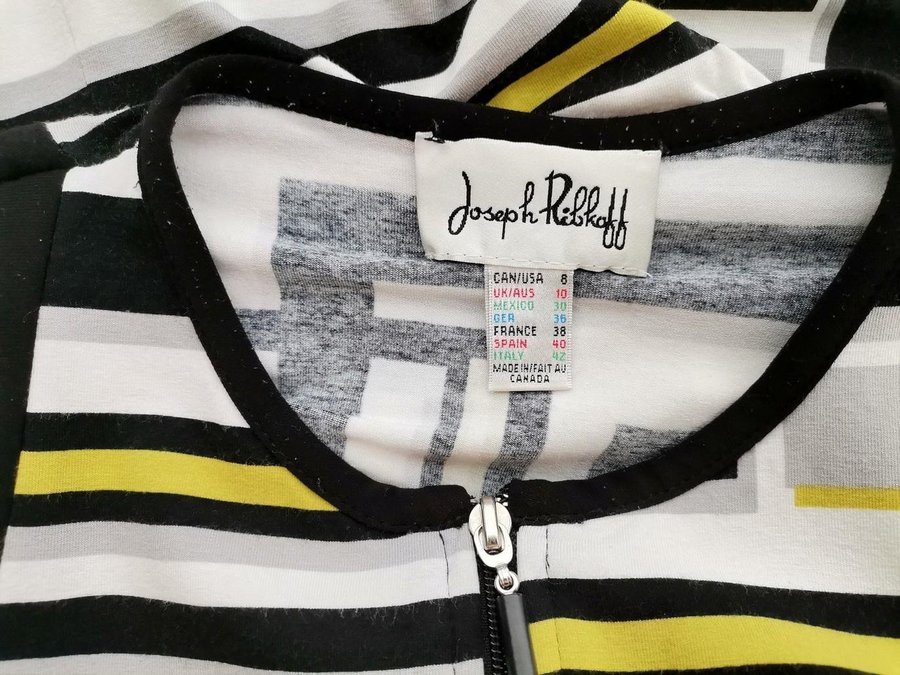 Joseph Ribkoff
CAN/USA 8
UK/AUS 10
MEXICO 30
GER 36
FRANCE 38
SPAIN 40
ITALY 42
MADE IN/FAIT AU
CANADA